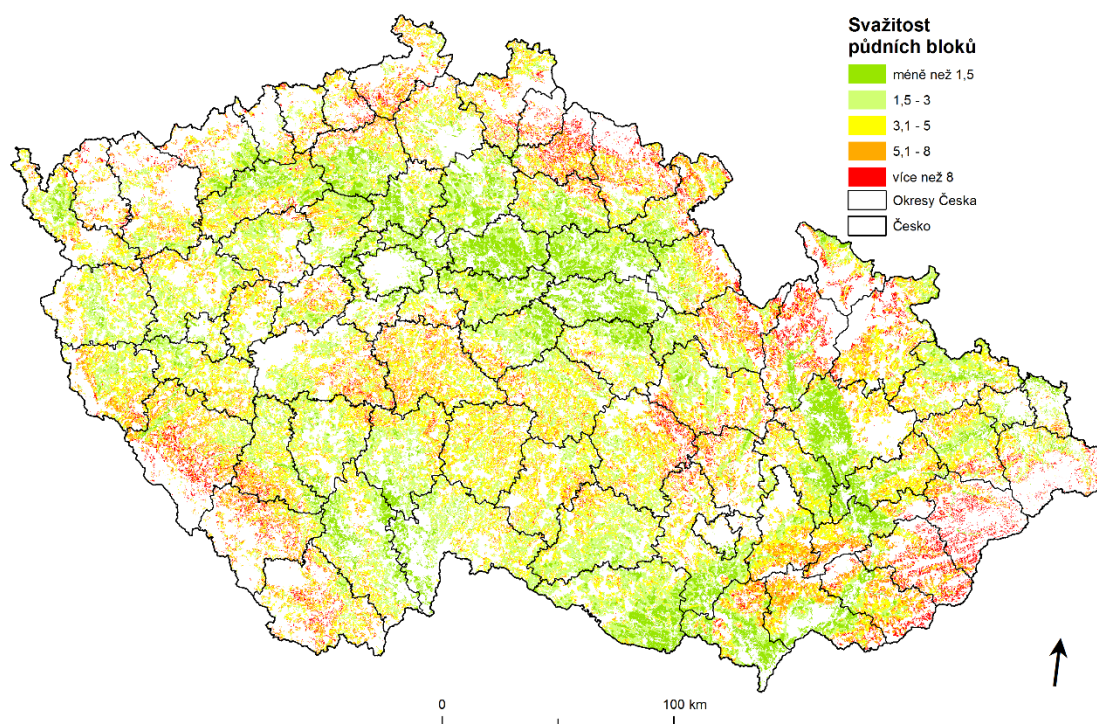 Svažitost
půdních bloků
méně než 1,5
1,5 - 3
3,1 - 5
5,1 - 8
více než 8
Okresy Česka
Česko
0 100 km